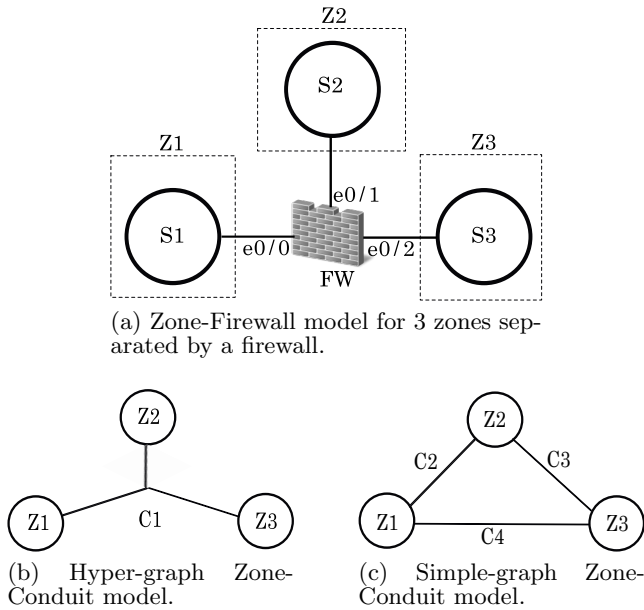 Z2
S2
Z1
Z3
e0/1
S1
S3
e0/0
e0/2
FW
(a) Zone-Firewall model for 3 zones sep-
arated by a firewall.
Z2
Z1
C1
Z3
(b) Hyper-graph Zone-
Conduit model.
Z2
C2
C3
Z1
C4
Z3
(c) Simple-graph Zone-
Conduit model.